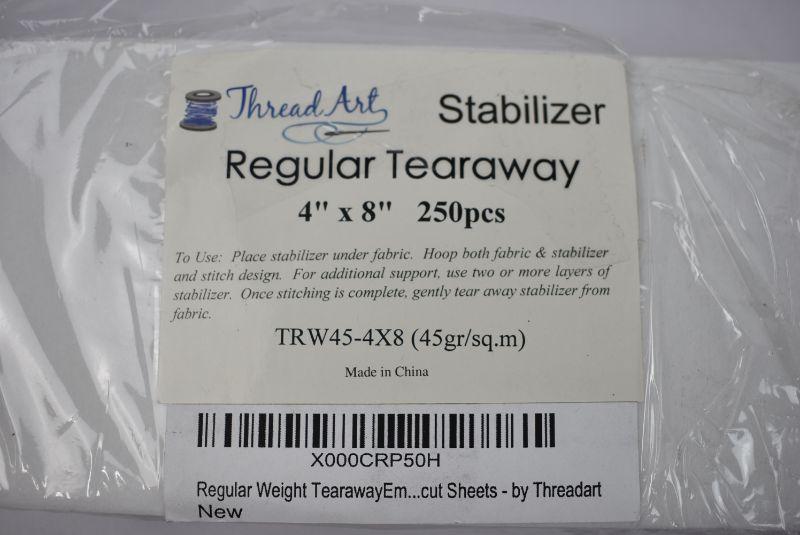 Thread Art Stabilizer
Regular Tearaway
4" x 8" 250pcs
To Use: Place stabilizer under fabric. Hoop both fabric & stabilizer
and stitch design. For additional support, use two or more layers of
stabilizer. Once stitching is complete, gently tear away stabilizer from
fabric.
TRW45-4X8 (45gr/sq.m)
Made in China
X000CRP50H
Regular Weight TearawayEm...cut Sheets - by Threadart
New